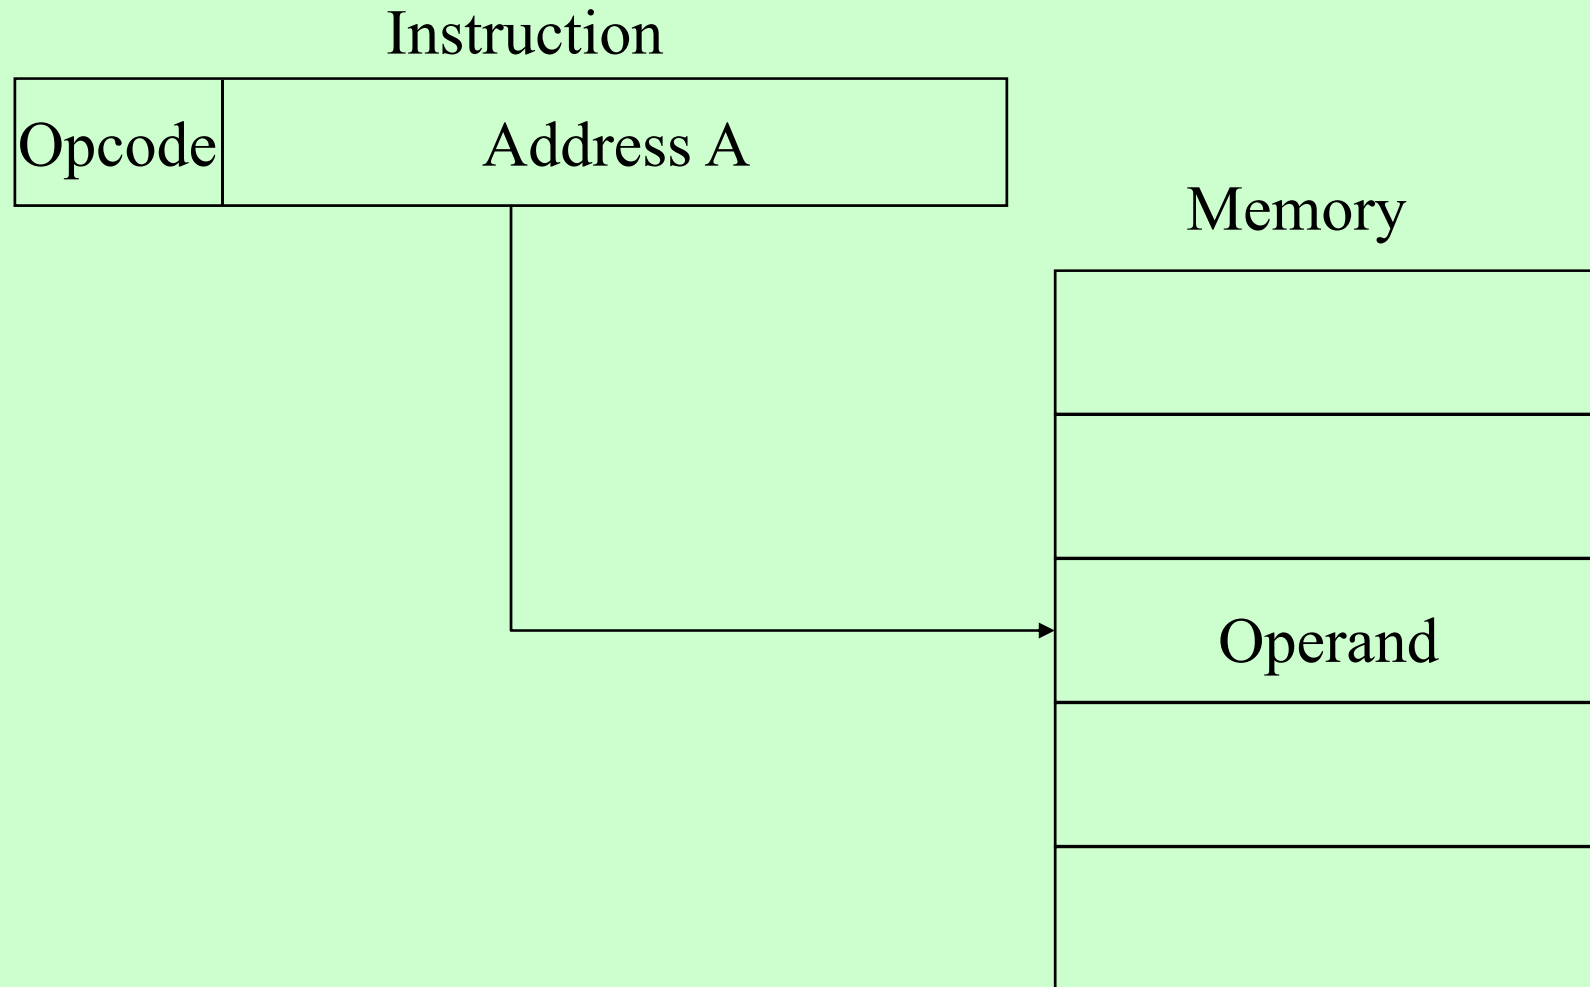 Instruction
Opcode
Address A
Memory
Operand